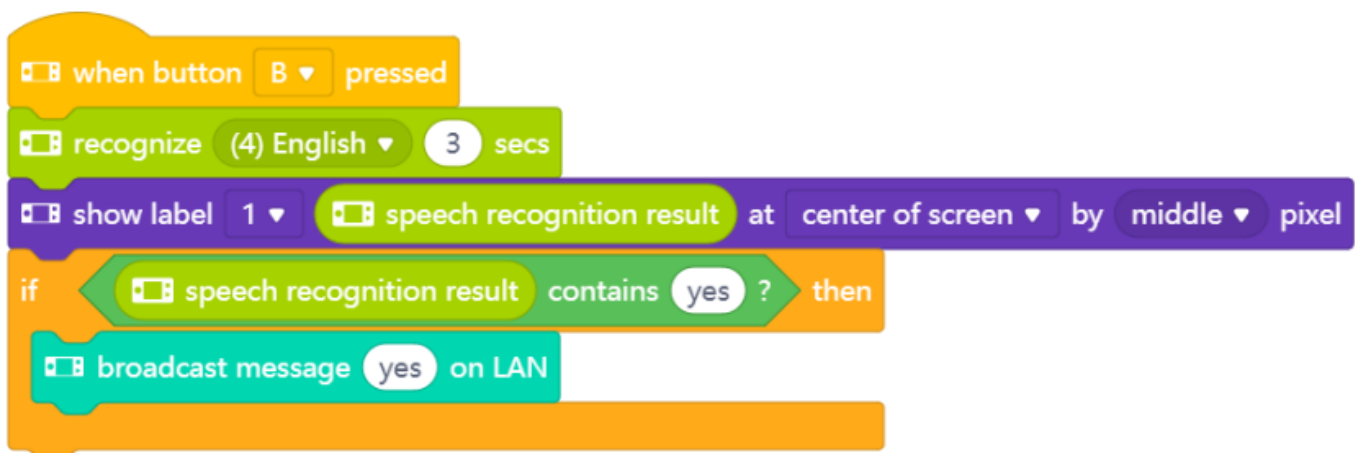 when button B ▼ pressed
recognize (4) English ▼ 3 secs
show label 1 ▼ speech recognition result at center of screen ▼ by middle ▼ pixel
if speech recognition result contains yes ? then
broadcast message yes on LAN